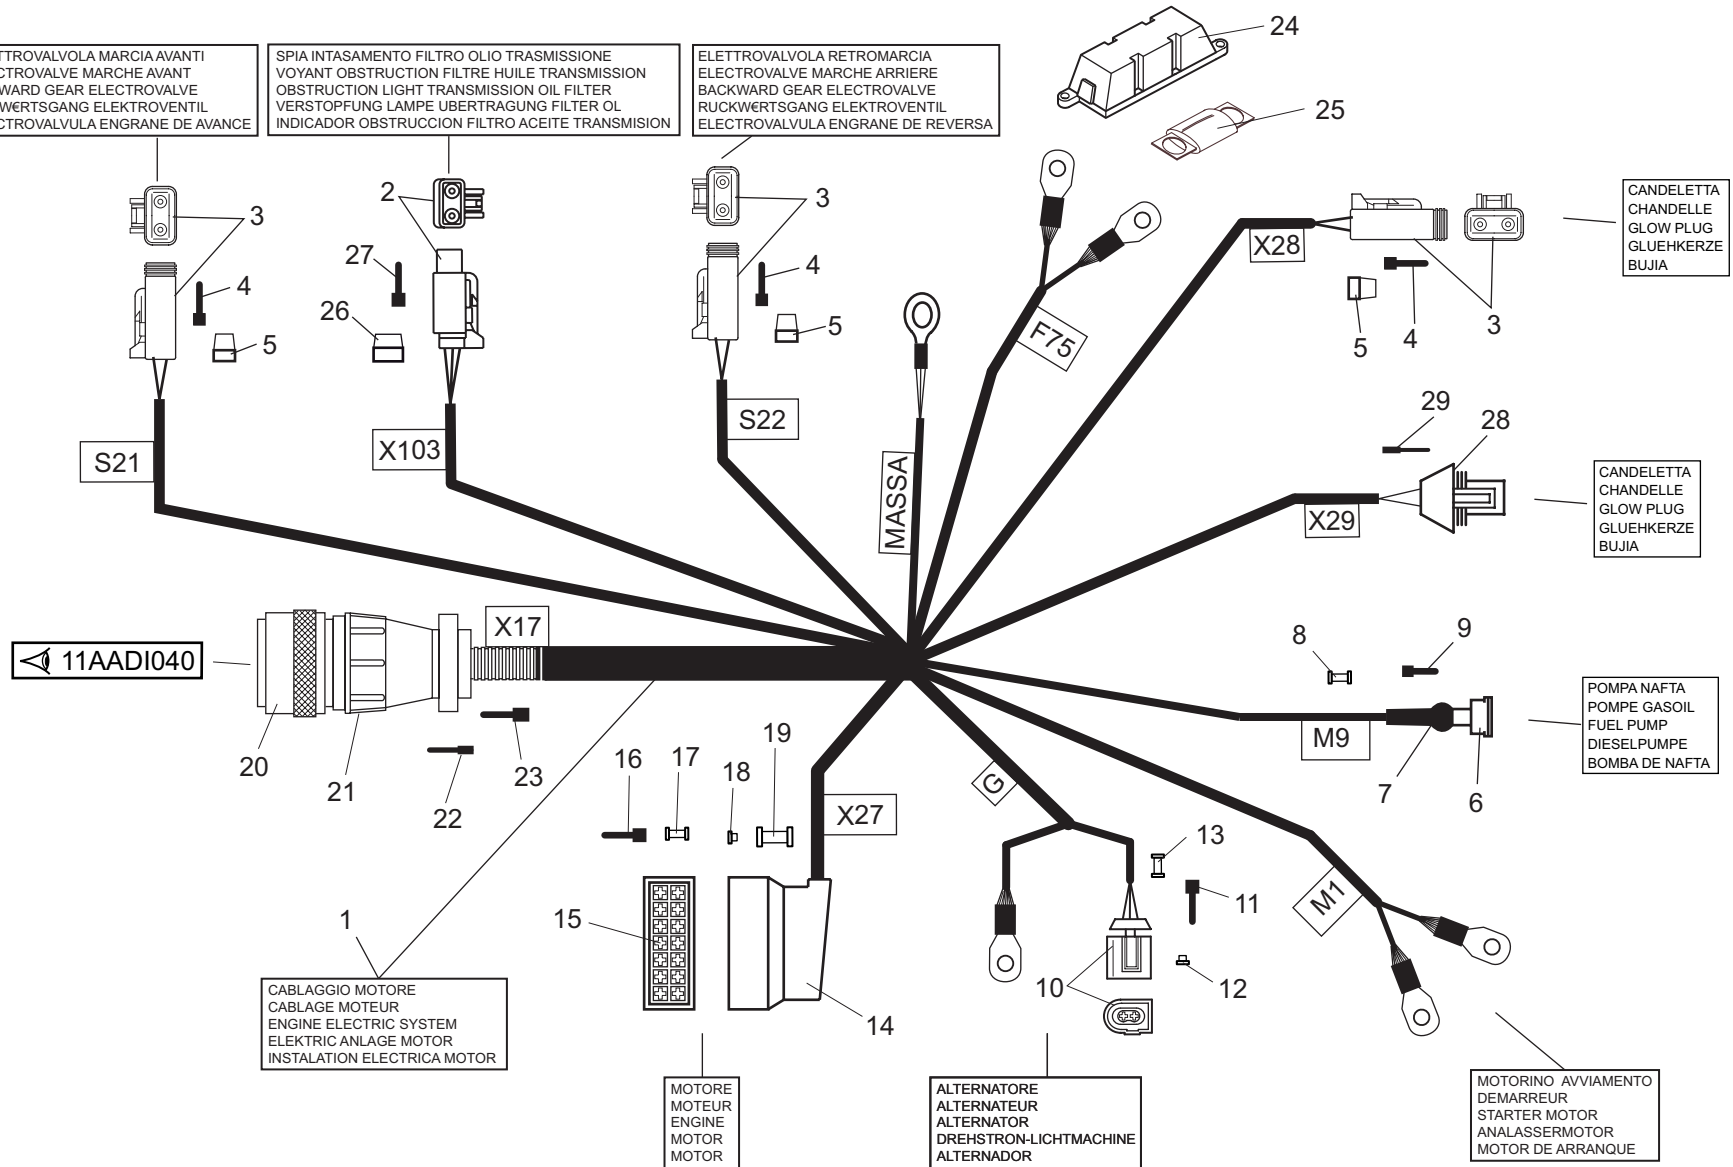 TTROVALVOLA MARCIA AVANTI
CTROVALVE MARCHE AVANT
WARD GEAR ELECTROVALVE
W€RTSGANG ELEKTROVENTIL
CTROVALVULA ENGRANE DE AVANCE
SPIA INTASAMENTO FILTRO OLIO TRASMISSIONE
VOYANT OBSTRUCTION FILTRE HUILE TRANSMISSION
OBSTRUCTION LIGHT TRANSMISSION OIL FILTER
VERSTOPFUNG LAMPE UBERTRAGUNG FILTER OL
INDICADOR OBSTRUCCION FILTRO ACEITE TRANSMISION
ELETTROVALVOLA RETROMARCIA
ELECTROVALVE MARCHE ARRIERE
BACKWARD GEAR ELECTROVALVE
RUCKW€RTSGANG ELEKTROVENTIL
ELECTROVALVULA ENGRANE DE REVERSA
24
25
CANDELETTA
CHANDELLE
GLOW PLUG
GLUEHKERZE
BUJIA
3
2
3
27
4
4
26
5
5
X28
5
4
3
F75
S21
X103
S22
MASSA
29
28
X29
CANDELETTA
CHANDELLE
GLOW PLUG
GLUEHKERZE
BUJIA
11AADI040
X17
20
21
22
23
8
9
M9
7
6
POMPA NAFTA
POMPE GASOIL
FUEL PUMP
DIESELPUMPE
BOMBA DE NAFTA
16
17
18
19
X27
G
13
11
12
10
M1
1
15
14
CABLAGGIO MOTORE
CABLAGE MOTEUR
ENGINE ELECTRIC SYSTEM
ELEKTRIC ANLAGE MOTOR
INSTALATION ELECTRICA MOTOR
MOTORE
MOTEUR
ENGINE
MOTOR
MOTOR
ALTERNATORE
ALTERNATEUR
ALTERNATOR
DREHSTRON-LICHTMACHINE
ALTERNADOR
MOTORINO AVVIAMENTO
DEMARREUR
STARTER MOTOR
ANALASSERMOTOR
MOTOR DE ARRANQUE